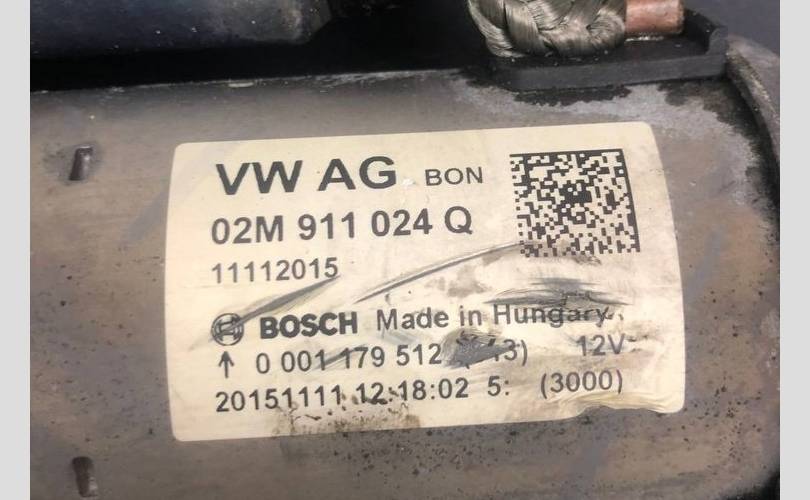 VW AG BON
02M 911 024 Q
11112015
BOSCH Made in Hungary
0 001 179 512 12V
20151111 12:18:02 5: (3000)